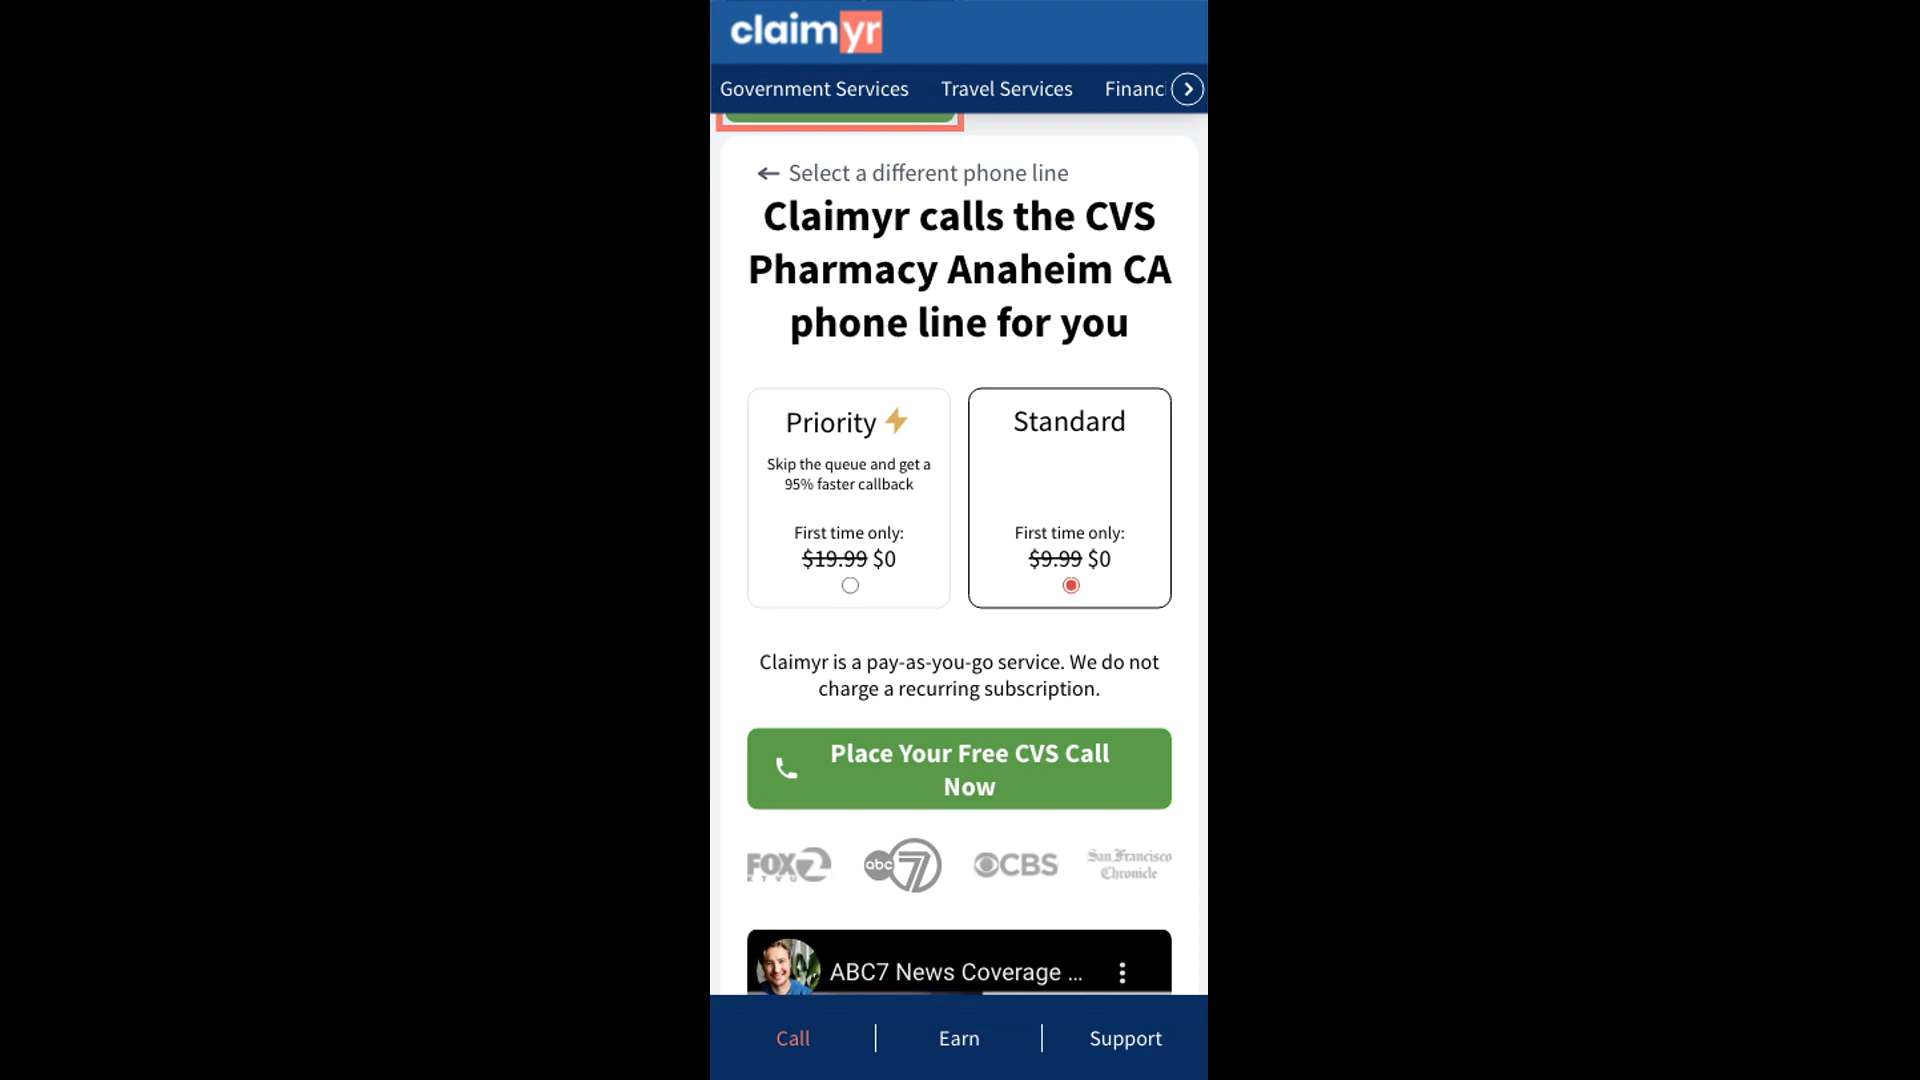 claimyr
Government Services Travel Services Financ
← Select a different phone line
Claimyr calls the CVS
Pharmacy Anaheim CA
phone line for you
Priority
Skip the queue and get a
95% faster callback
First time only:
$19.99 $0
Standard
First time only:
$9.99 $0
Claimyr is a pay-as-you-go service. We do not
charge a recurring subscription.
Place Your Free CVS Call
Now
FOX 2
KTVU
abc 7
CBS
San Francisco
Chronicle
ABC7 News Coverage ...
Call Earn Support